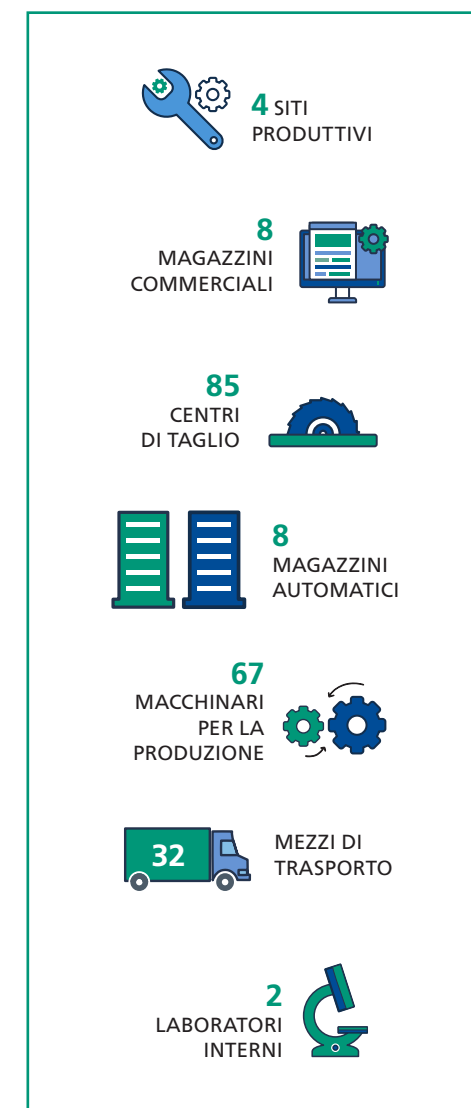 4 SITI
PRODUTTIVI
8
MAGAZZINI
COMMERCIALI
85
CENTRI
DI TAGLIO
8
MAGAZZINI
AUTOMATICI
67
MACCHINARI
PER LA
PRODUZIONE
32
MEZZI DI
TRASPORTO
2
LABORATORI
INTERNI